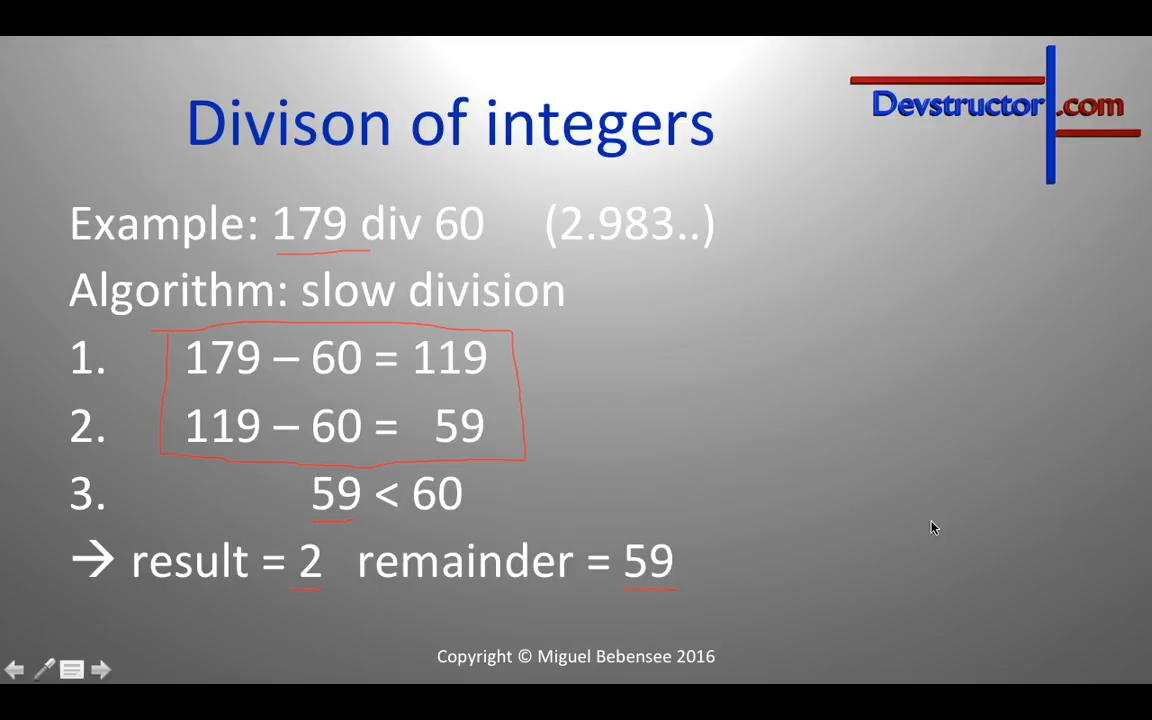 Devstructor.com
Divison of integers
Example: 179 div 60 (2.983..)
Algorithm: slow division
1. 179 – 60 = 119
2. 119 – 60 = 59
3. 59 < 60
→ result = 2 remainder = 59
Copyright © Miguel Bebensee 2016